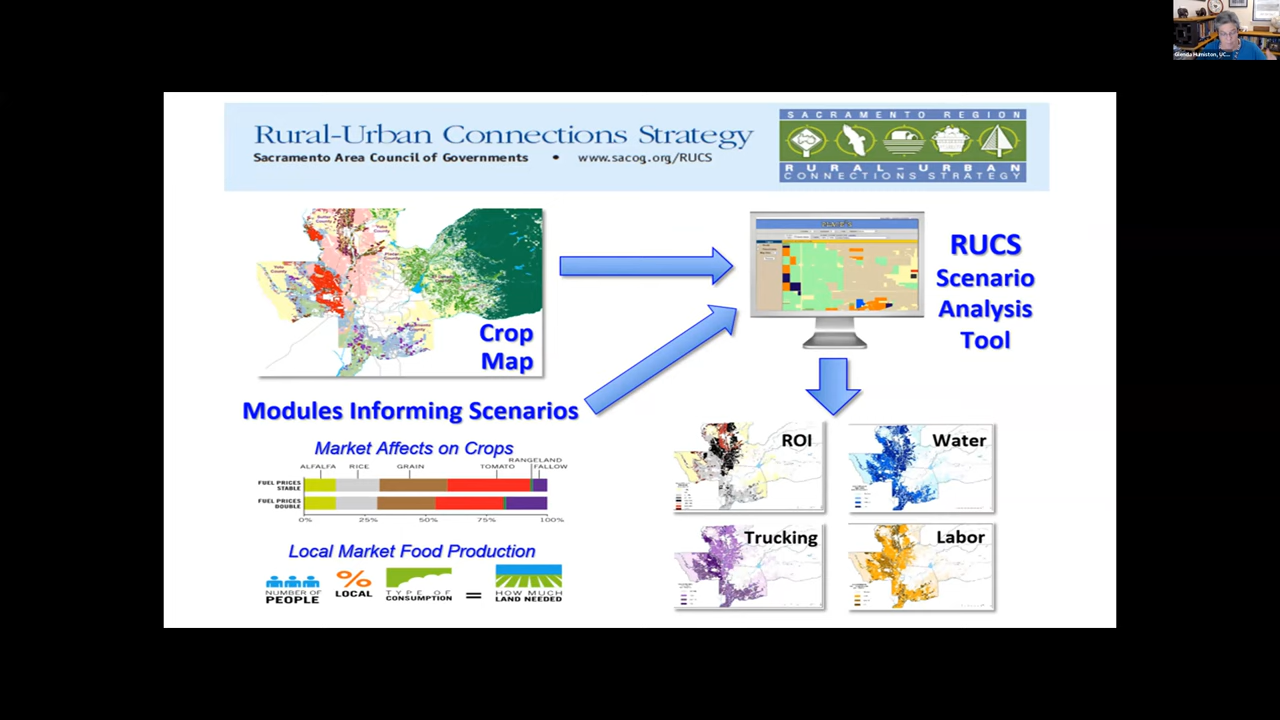 Glenda Humiston, UC...
Rural-Urban Connections Strategy
Sacramento Area Council of Governments • www.sacog.org/RUCS
SACRAMENTO REGION
RURAL-URBAN
CONNECTIONS STRATEGY
Crop
Map
RUCS
Scenario
Analysis
Tool
Modules Informing Scenarios
Market Affects on Crops
RANGELAND
ALFALFA RICE GRAIN TOMATO FALLOW
FUEL PRICES
STABLE
FUEL PRICES
DOUBLE
0% 25% 50% 75% 100%
Local Market Food Production
NUMBER OF
PEOPLE
%
LOCAL
TYPE OF
CONSUMPTION
=
HOW MUCH
LAND NEEDED
ROI
Water
Trucking
Labor